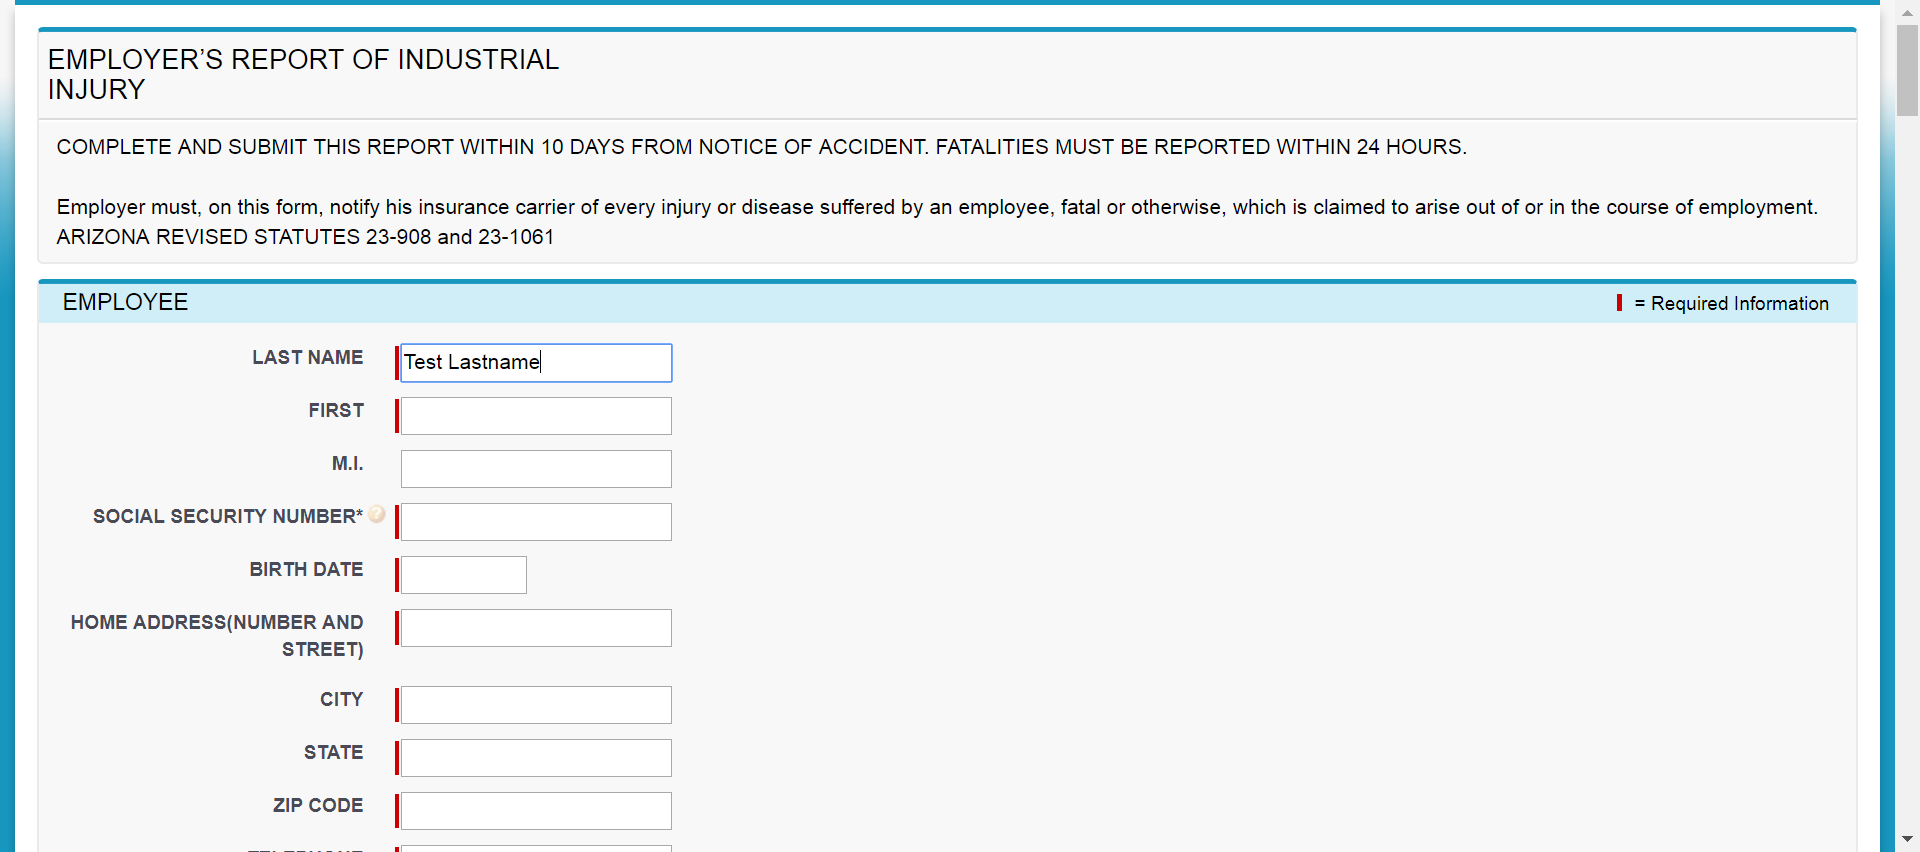 EMPLOYER’S REPORT OF INDUSTRIAL
INJURY
COMPLETE AND SUBMIT THIS REPORT WITHIN 10 DAYS FROM NOTICE OF ACCIDENT. FATALITIES MUST BE REPORTED WITHIN 24 HOURS.
Employer must, on this form, notify his insurance carrier of every injury or disease suffered by an employee, fatal or otherwise, which is claimed to arise out of or in the course of employment.
ARIZONA REVISED STATUTES 23-908 and 23-1061
EMPLOYEE
= Required Information
LAST NAME
Test Lastname
FIRST
M.I.
SOCIAL SECURITY NUMBER*
?
BIRTH DATE
HOME ADDRESS(NUMBER AND
STREET)
CITY
STATE
ZIP CODE